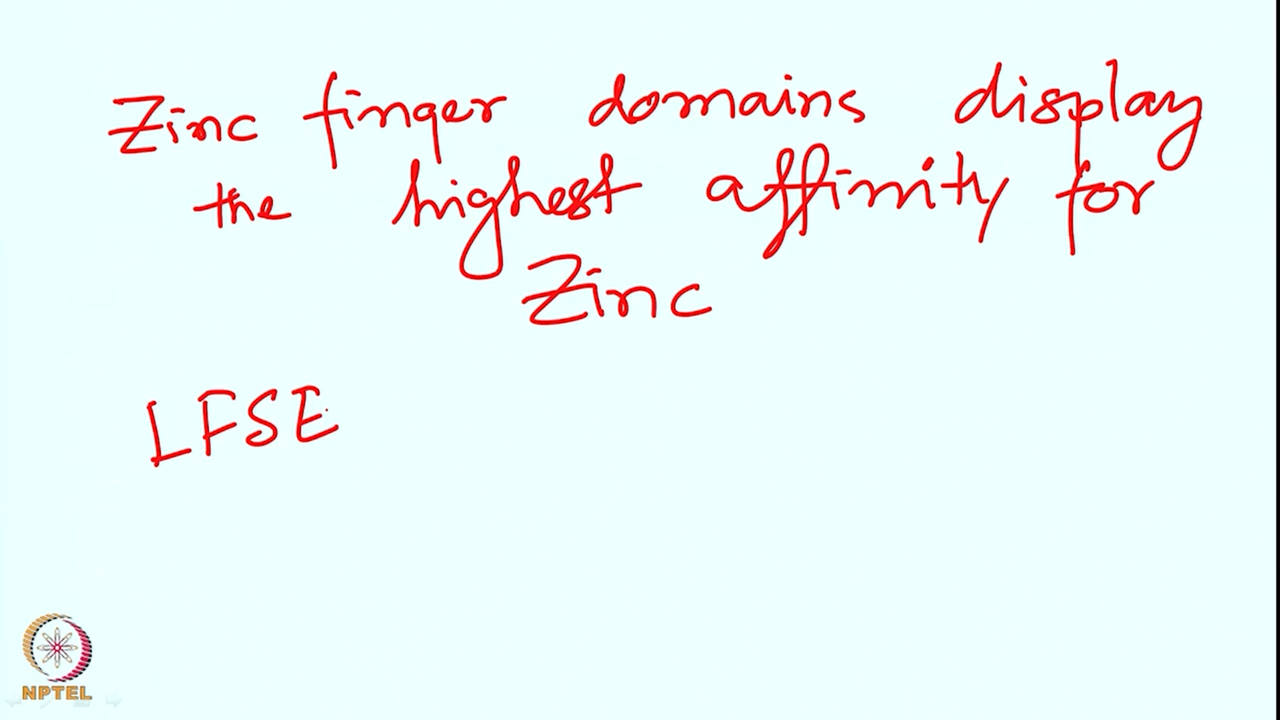 Zinc finger domains display
the highest affinity for
Zinc
LFSE
NPTEL